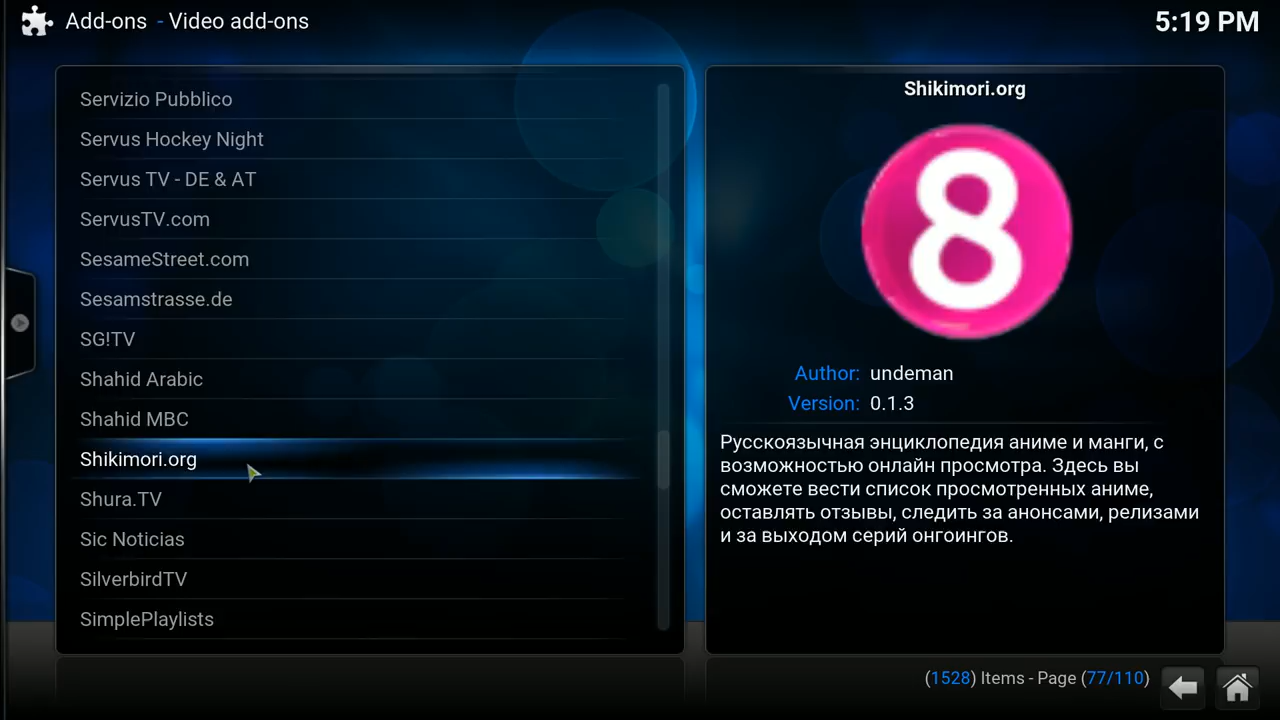 Add-ons - Video add-ons
5:19 PM
Servizio Pubblico
Servus Hockey Night
Servus TV - DE & AT
ServusTV.com
SesameStreet.com
Sesamstrasse.de
SG!TV
Shahid Arabic
Shahid MBC
Shikimori.org
Shura.TV
Sic Noticias
SilverbirdTV
SimplePlaylists
Shikimori.org
8
Author: undeman
Version: 0.1.3
Русскоязычная энциклопедия аниме и манги, с
возможностью онлайн просмотра. Здесь вы
сможете вести список просмотренных аниме,
оставлять отзывы, следить за анонсами, релизами
и за выходом серий онгоингов.
(1528) Items - Page (77/110)